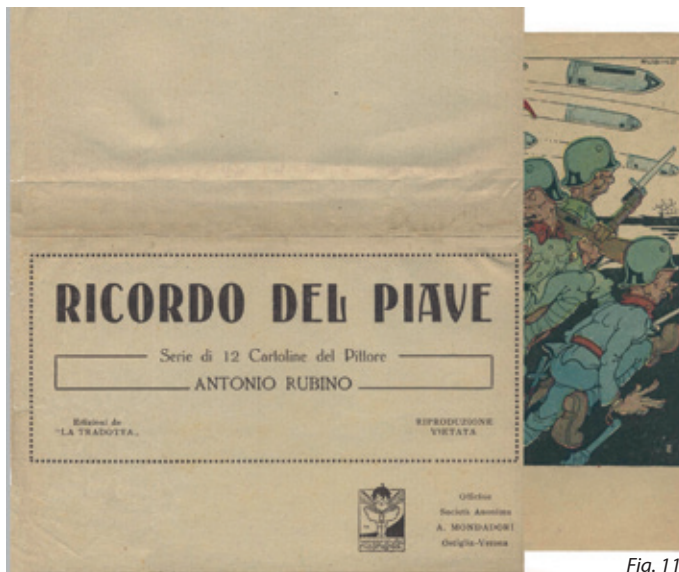 RUBINO
RICORDO DEL PIAVE
Serie di 12 Cartoline del Pittore
ANTONIO RUBINO
Edizioni de
"LA TRADOTTA„
RIPRODUZIONE
VIETATA
Officine
Società Anonima
A. MONDADORI
Ostiglia-Verona
Fig. 11